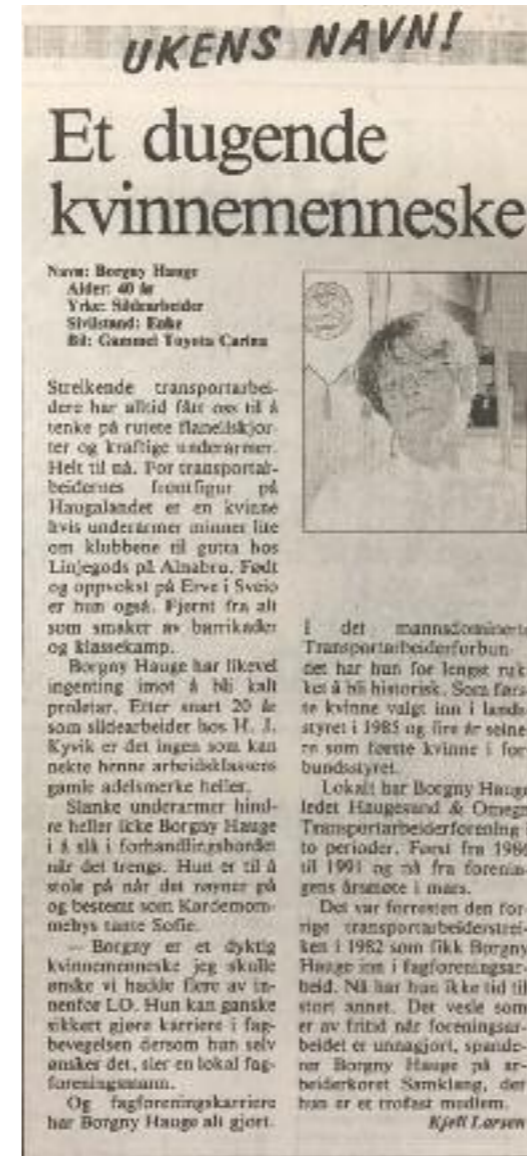 UKENS NAVN!
Et dugende
kvinnemenneske
Navn: Borgny Hauge
Alder: 40 år
Yrke: Sildearbeider
Sivilstand: Enke
Bil: Gammel Toyota Carina
Streikende transportarbei-
dere har alltid fått oss til å
tenke på rutete flanellskjor-
ter og kraftige underarmer.
Helt til nå. For transportar-
beidernes frontfigur på
Haugalandet er en kvinne
hvis underarmer minner lite
om klubbene til gutta hos
Linjegods på Alnabru. Født
og oppvokst på Erve i Sveio
er hun også. Fjernt fra alt
som smaker av barrikader
og klassekamp.
Borgny Hauge har likevel
ingenting imot å bli kalt
proletar. Etter snart 20 år
som sildearbeider hos H. J.
Kyvik er det ingen som kan
nekte henne arbeidsklassens
gamle adelsmerke heller.
Slanke underarmer hind-
re heller ikke Borgny Hauge
i å slå i forhandlingsbordet
når det trengs. Hun er til å
stole på når det røyner på
og bestemt som Kardemom-
mebys tante Sofie.
— Borgny er et dyktig
kvinnemenneske jeg skulle
ønske vi hadde flere av in-
nenfor LO. Hun kan ganske
sikkert gjøre karriere i fag-
bevegelsen dersom hun selv
ønsker det, sier en lokal fag-
foreningsmann.
Og fagforeningskarriere
har Borgny Hauge alt gjort.
I det mannsdominerte
Transportarbeiderforbun-
det har hun for lengst ruk-
ket å bli historisk. Som førs-
te kvinne valgt inn i lands-
styret i 1985 og fire år seine-
re som første kvinne i for-
bundsstyret.
Lokalt har Borgny Hauge
ledet Haugesund & Omegn
Transportarbeiderforening i
to perioder. Først fra 1986
til 1991 og nå fra forenin-
gens årsmøte i mars.
Det var forresten den for-
rige transportarbeiderstrei-
ken i 1982 som fikk Borgny
Hauge inn i fagforeningsar-
beid. Nå har hun ikke tid til
stort annet. Det vesle som
er av fritid når foreningsar-
beidet er unnagjort, spande-
rer Borgny Hauge på ar-
beiderkoret Samklang, der
hun er et trofast medlem.
Kjell Larsen